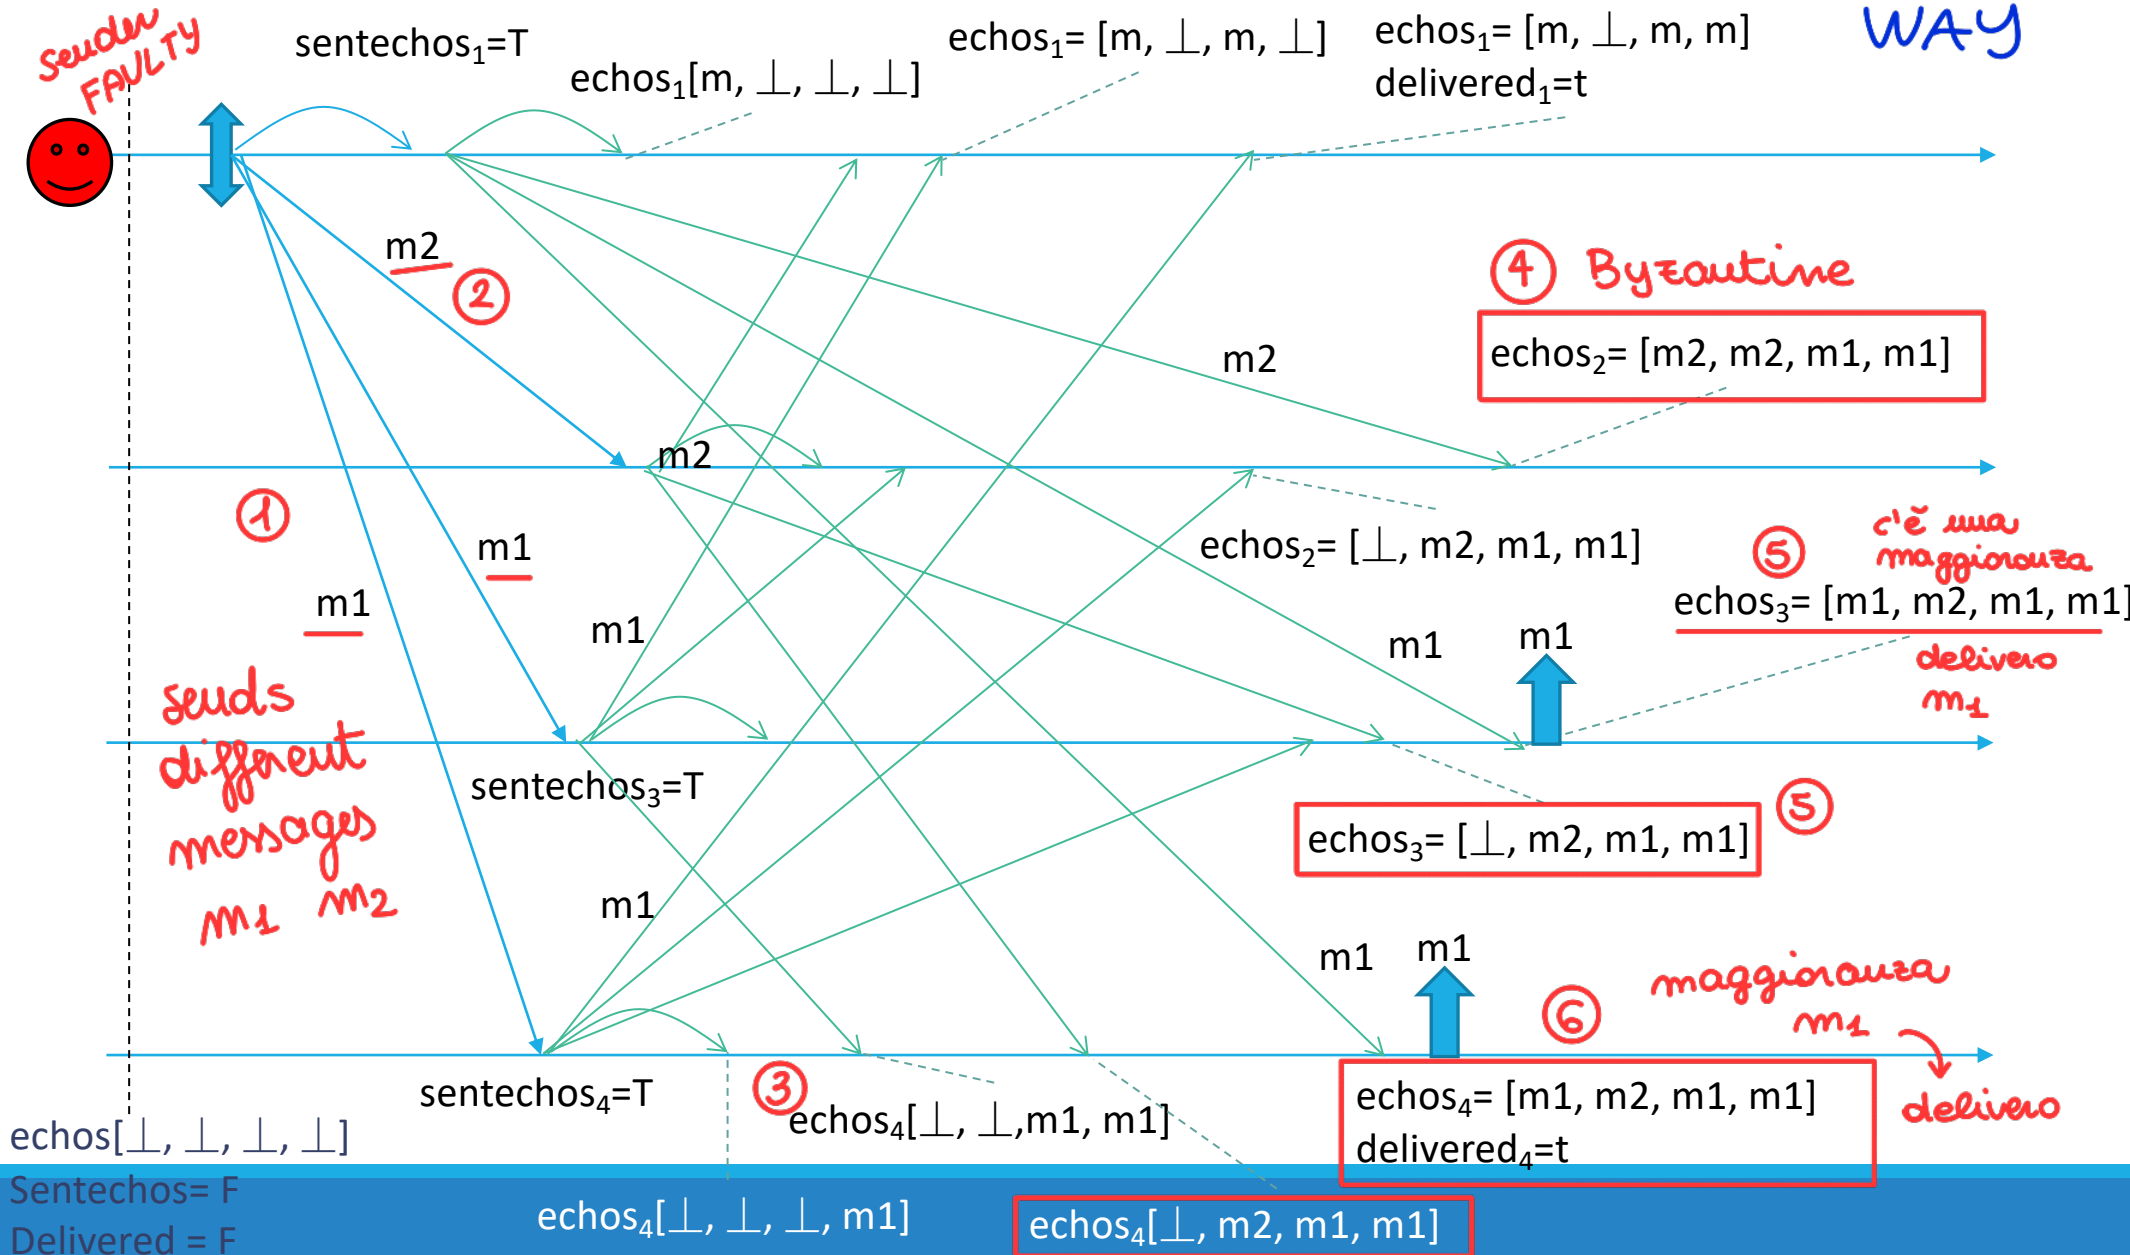 sender
FAULTY
sentechos₁=T
echos₁[m, ⊥, ⊥, ⊥]
echos₁= [m, ⊥, m, ⊥]
echos₁= [m, ⊥, m, m]
delivered₁=t
WAY
m2
2
4 Byzantine
echos₂= [m2, m2, m1, m1]
m2
m2
1
m1
m1
echos₂= [⊥, m2, m1, m1]
5
c'è una
maggioranza
echos₃= [m1, m2, m1, m1]
delivero
m1
m1
m1
m1
sends
different
messages
m1 m2
sentechos₃=T
echos₃= [⊥, m2, m1, m1]
5
m1
m1
m1
6
maggioranza
m1
delivero
sentechos₄=T
3
echos₄[⊥, ⊥,m1, m1]
echos₄= [m1, m2, m1, m1]
delivered₄=t
echos[⊥, ⊥, ⊥, ⊥]
Sentechos= F
Delivered = F
echos₄[⊥, ⊥, ⊥, m1]
echos₄[⊥, m2, m1, m1]